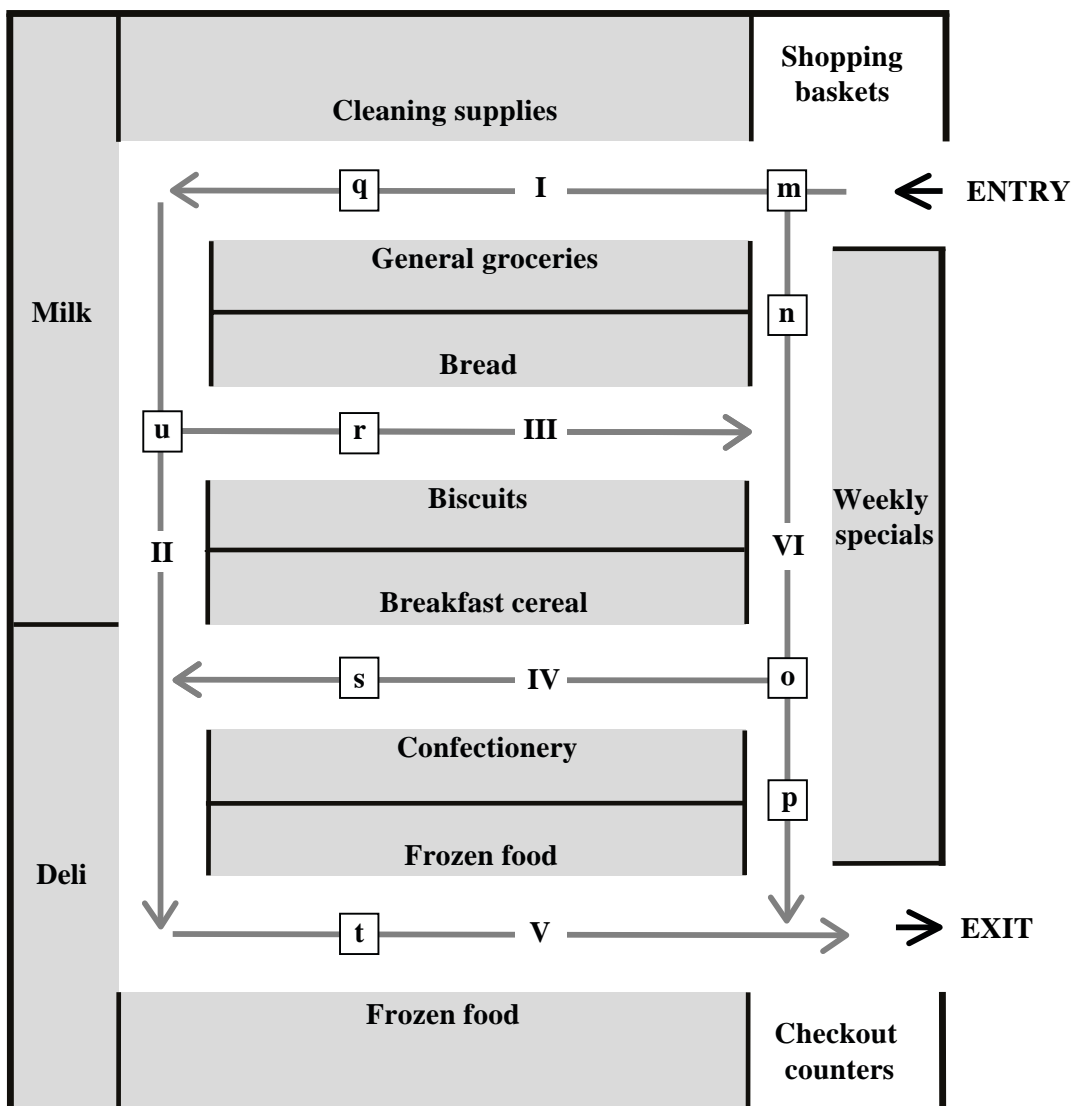 Shopping
baskets
Cleaning supplies
q
I
m
ENTRY
General groceries
Milk
n
Bread
u
r
III
Biscuits
Weekly
specials
II
VI
Breakfast cereal
s
IV
o
Confectionery
p
Frozen food
Deli
t
V
EXIT
Frozen food
Checkout
counters